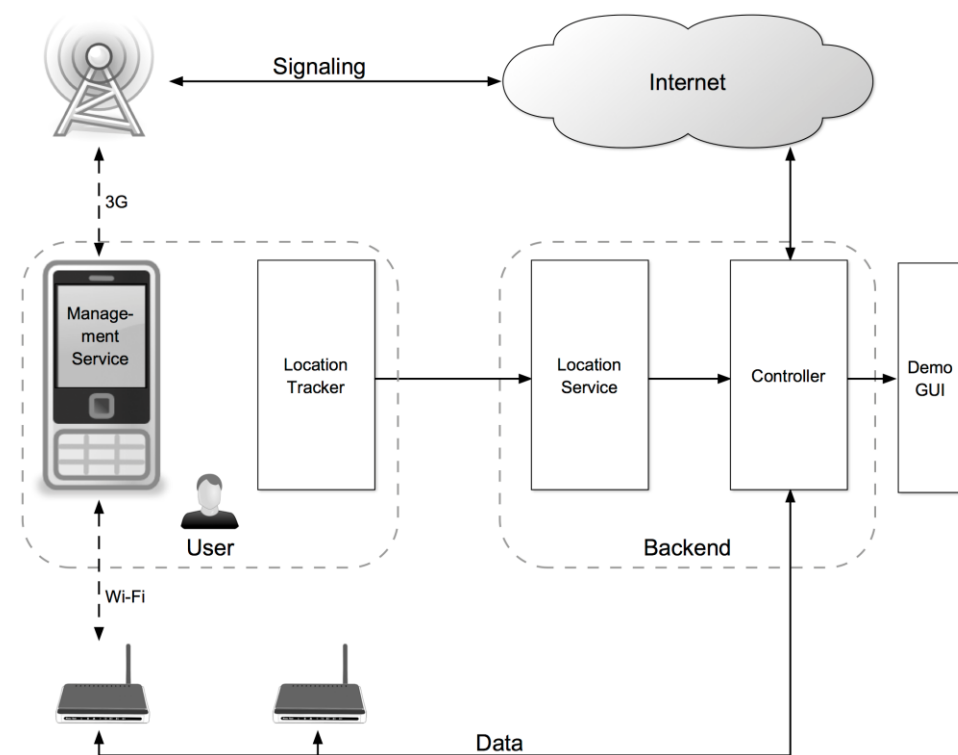 Signaling
Internet
3G
Manage-
ment
Service
Location
Tracker
Location
Service
Controller
Demo
GUI
User
Backend
Wi-Fi
Data